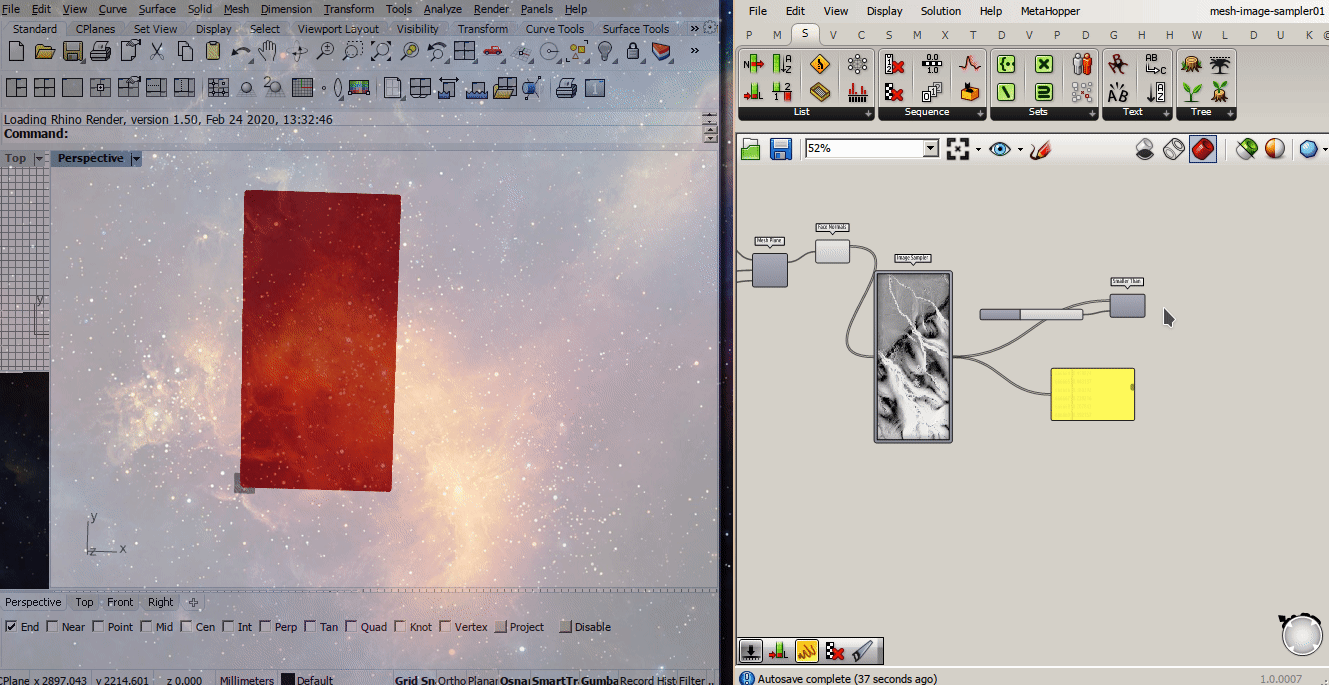 File Edit View Curve Surface Solid Mesh Dimension Transform Tools Analyze Render Panels Help
Standard CPlanes Set View Display Select Viewport Layout Visibility Transform Curve Tools Surface Tools »
»
Loading Rhino Render, version 1.50, Feb 24 2020, 13:32:46
Command:
Top Perspective
y
y
z x
Perspective Top Front Right
End Near Point Mid Cen Int Perp Tan Quad Knot Vertex Project Disable
CPlane x 2897.043 y 2214.601 z 0.000 Millimeters Default Grid Sn Ortho Planar Osna SmartTr Gumba Record Hist Filter ..
File Edit View Display Solution Help MetaHopper mesh-image-sampler01
P M S V C S M X T D V P D G H H W L D U K
List Sequence Sets Text Tree
52%
Mesh Plane
Face Normals
Image Sampler
Smaller Than
Autosave complete (37 seconds ago) 1.0.0007